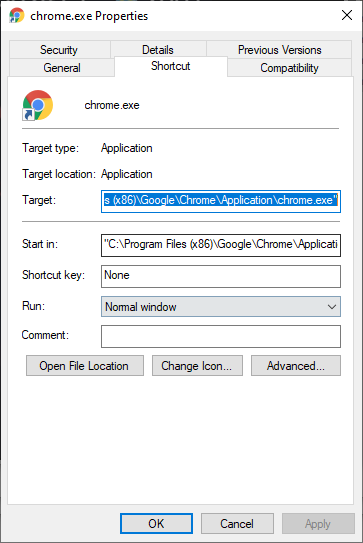 chrome.exe Properties
Security Details Previous Versions
General Shortcut Compatibility
chrome.exe
Target type: Application
Target location: Application
Target: s (x86)\Google\Chrome\Application\chrome.exe"
Start in: "C:\Program Files (x86)\Google\Chrome\Applicati
Shortcut key: None
Run: Normal window
Comment:
Open File Location Change Icon... Advanced...
OK Cancel Apply